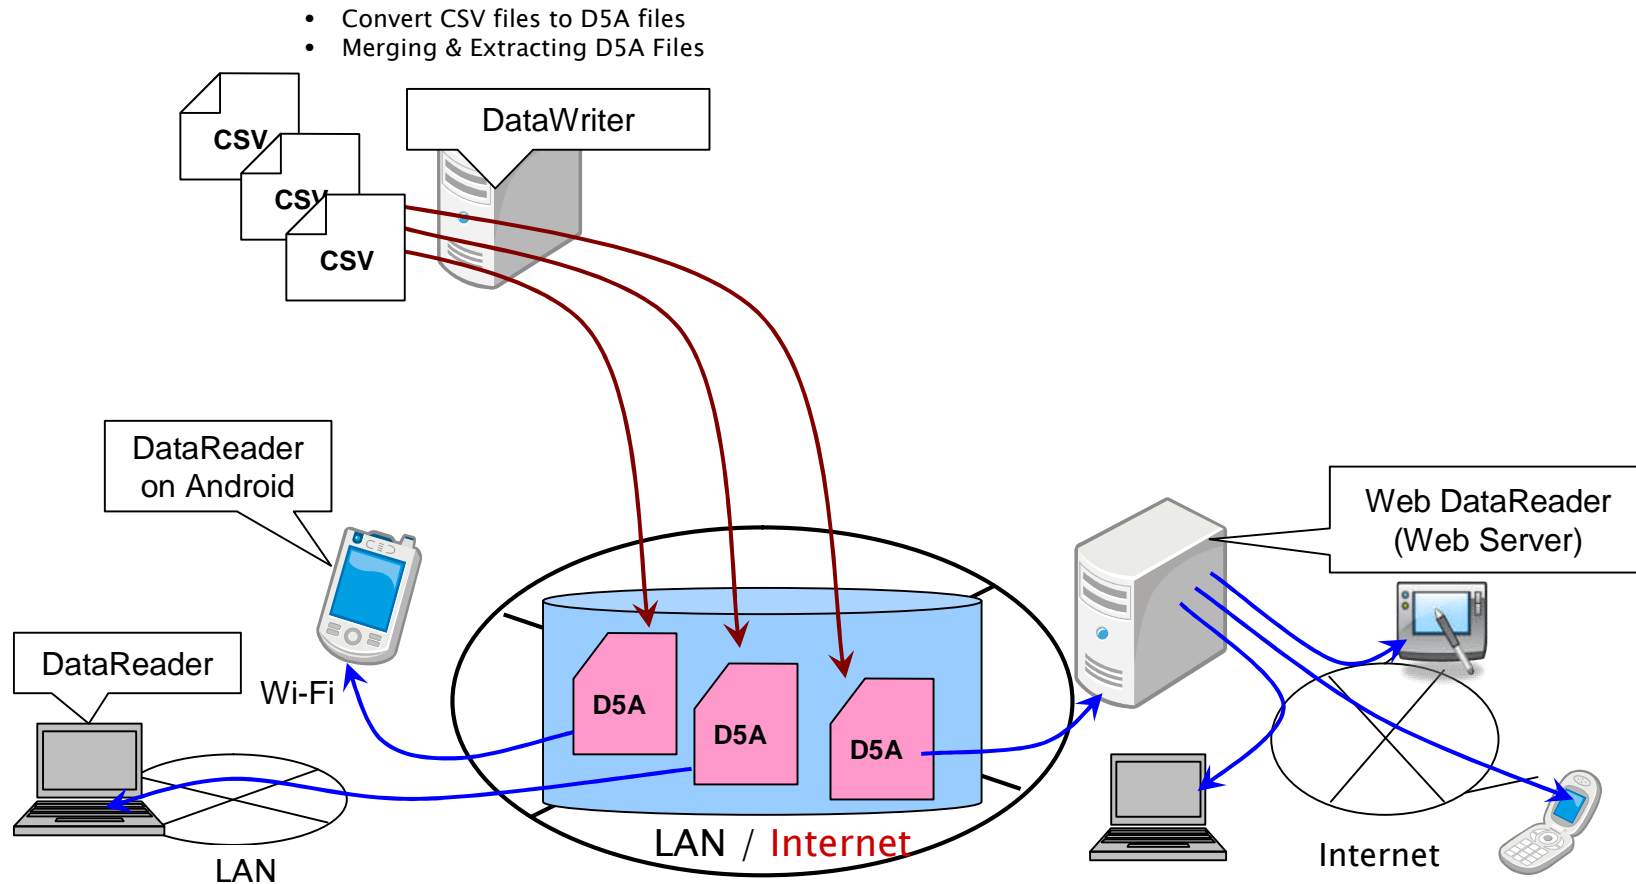 • Convert CSV files to D5A files
• Merging & Extracting D5A Files
CSV
CSV
CSV
DataWriter
DataReader
on Android
Web DataReader
(Web Server)
DataReader
Wi-Fi
D5A
D5A
D5A
LAN / Internet
LAN
Internet